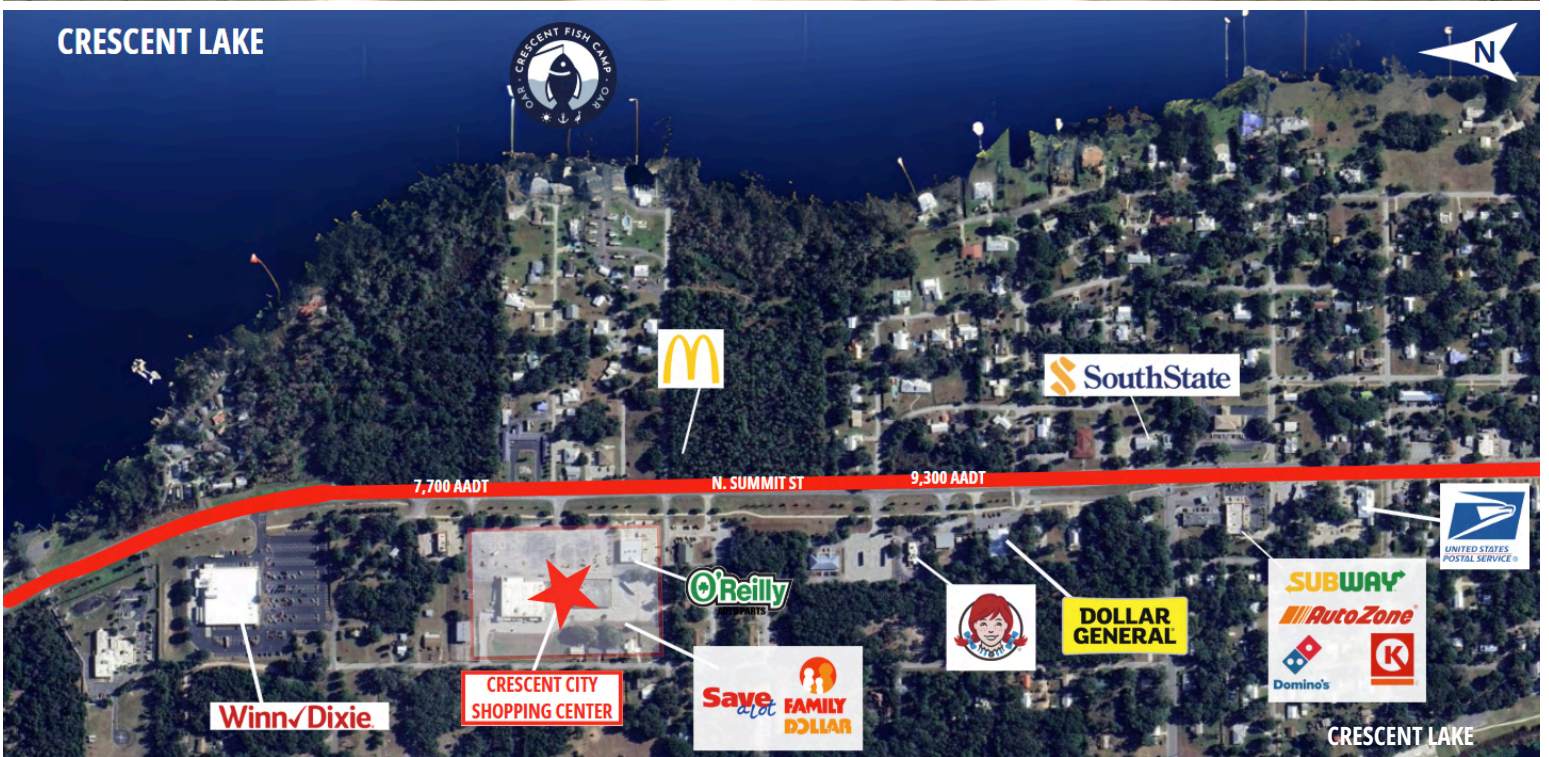 CRESCENT LAKE
CRESCENT FISH CAMP
OAR
OAR
N
SouthState
7,700 AADT
N. SUMMIT ST
9,300 AADT
UNITED STATES
POSTAL SERVICE®
O'Reilly
AUTO PARTS
DOLLAR
GENERAL
SUBWAY
AutoZone
Domino's
K
CRESCENT CITY
SHOPPING CENTER
Save
a lot
FAMILY
DOLLAR
Winn Dixie
CRESCENT LAKE